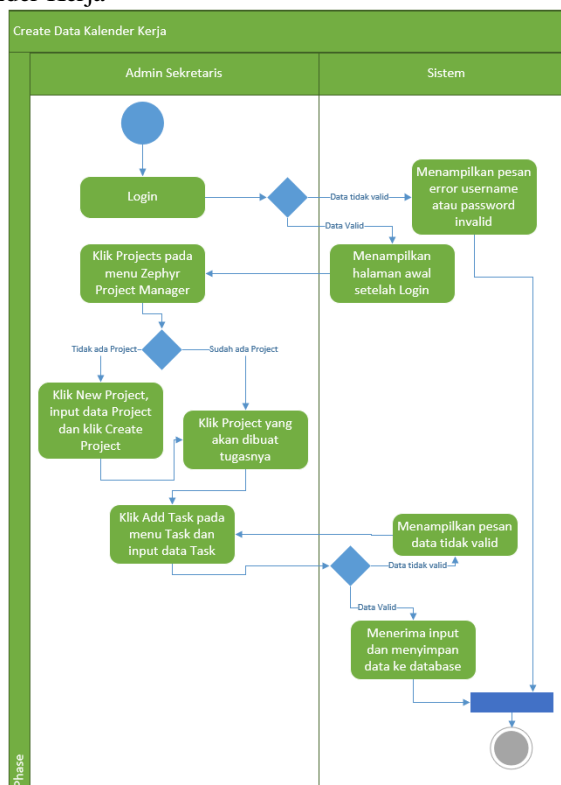 Create Data Kalender Kerja
Admin Sekretaris
Sistem
Login
Data tidak valid
Menampilkan pesan
error username
atau password
invalid
Data Valid
Klik Projects pada
menu Zephyr
Project Manager
Menampilkan
halaman awal
setelah Login
Tidak ada Project
Sudah ada Project
Klik New Project,
input data Project
dan klik Create
Project
Klik Project yang
akan dibuat
tugasnya
Klik Add Task pada
menu Task dan
input data Task
Menampilkan pesan
data tidak valid
Data tidak valid
Data Valid
Menerima input
dan menyimpan
data ke database
Phase